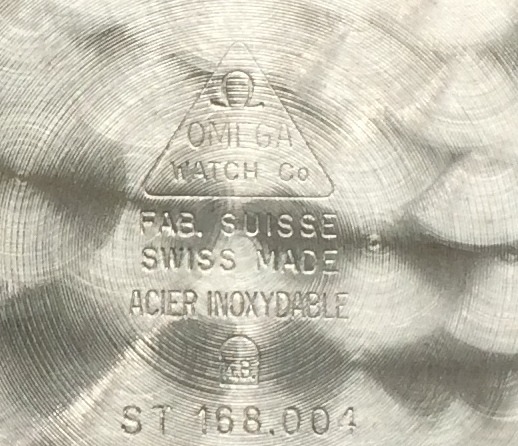 Ω
OMEGA
WATCH Co
FAB. SUISSE
SWISS MADE
ACIER INOXYDABLE
ST 168.004